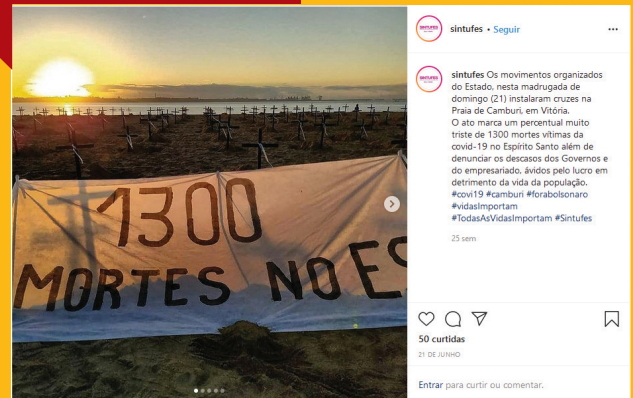 1300
MORTES NO ES
SINTUFES
sintufes • Seguir
SINTUFES
sintufes Os movimentos organizados
do Estado, nesta madrugada de
domingo (21) instalaram cruzes na
Praia de Camburi, em Vitória.
O ato marca um percentual muito
triste de 1300 mortes vítimas da
covid-19 no Espírito Santo além de
denunciar os descasos dos Governos e
do empresariado, ávidos pelo lucro em
detrimento da vida da população.
#covi19 #camburi #forabolsonaro
#vidasImportam
#TodasAsVidasImportam #Sintufes
25 sem
50 curtidas
21 DE JUNHO
Entrar para curtir ou comentar.